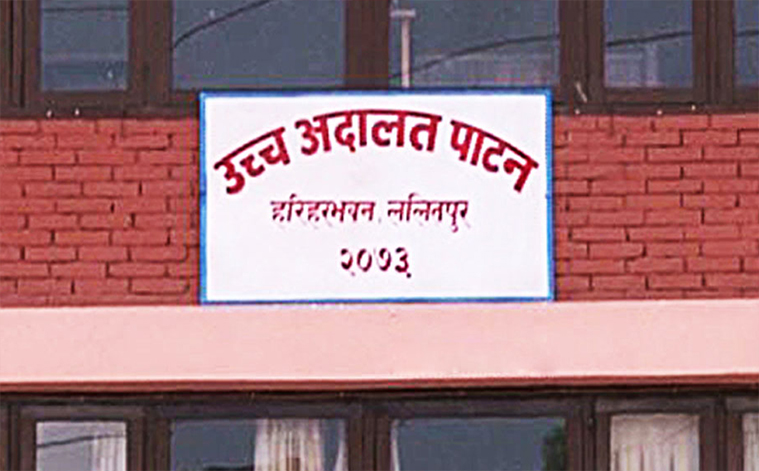 उच्च अदालत पाटन
हरिहरभवन, ललितपुर
२०७३